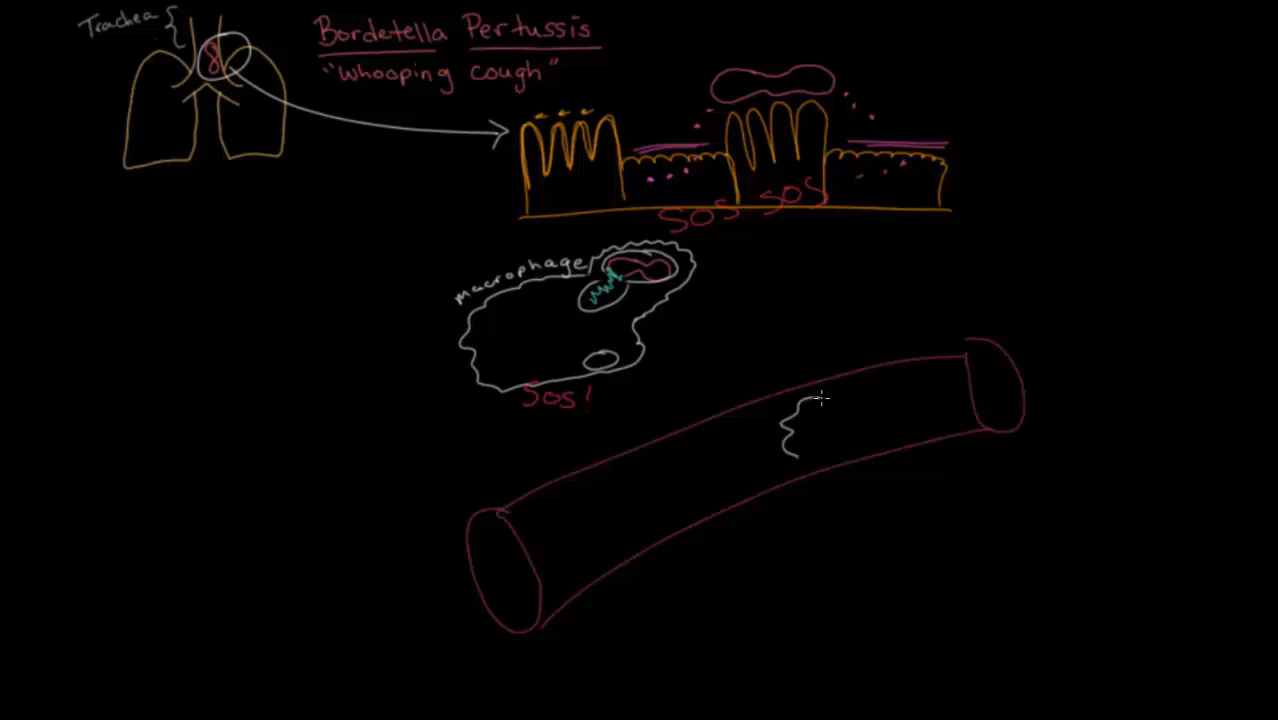 Trachea
Bordetella Pertussis
"Whooping cough"
SOS SOS
macrophage
SOS!